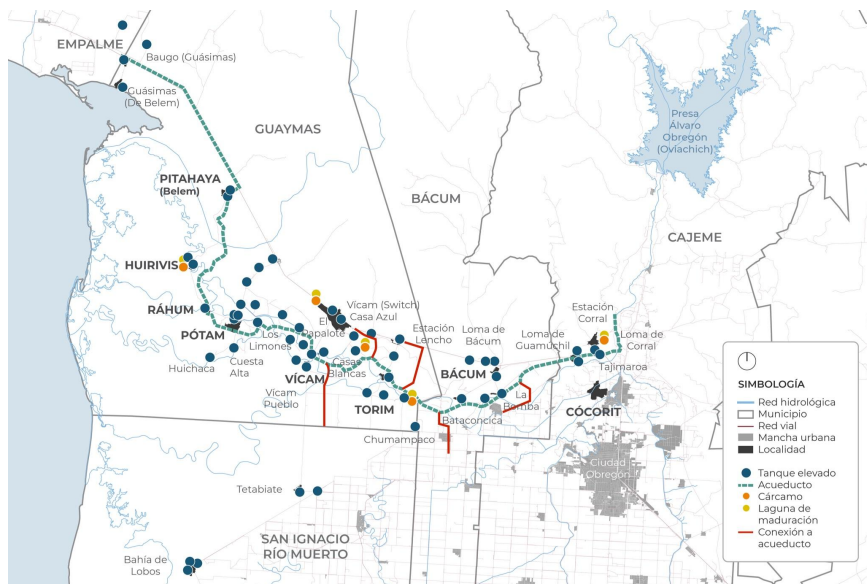 EMPALME
Baugo (Guásimas)
Guásimas
(De Belem)
GUAYMAS
Presa
Álvaro
Obregón
(Oviachich)
PITAHAYA
(Belem)
BÁCUM
CAJEME
HUIRIVIS
RÁHUM
PÓTAM
Vícam (Switch)
Casa Azul
El
Papalote
Estación
Lencho
Loma de
Bácum
Loma de
Guamúchil
Estación
Corral
Loma de
Corral
Tajimaroa
Los
Limones
Huichaca
Cuesta
Alta
Casas
Blancas
VÍCAM
Vícam
Pueblo
BÁCUM
TORIM
La
Bomba
Bataconcica
CÓCORIT
Chumampaco
Ciudad
Obregón
Tetabiate
SAN IGNACIO
RÍO MUERTO
Bahía de
Lobos
SIMBOLOGÍA
Red hidrológica
Municipio
Red vial
Mancha urbana
Localidad
Tanque elevado
Acueducto
Cárcamo
Laguna de
maduración
Conexión a
acueducto